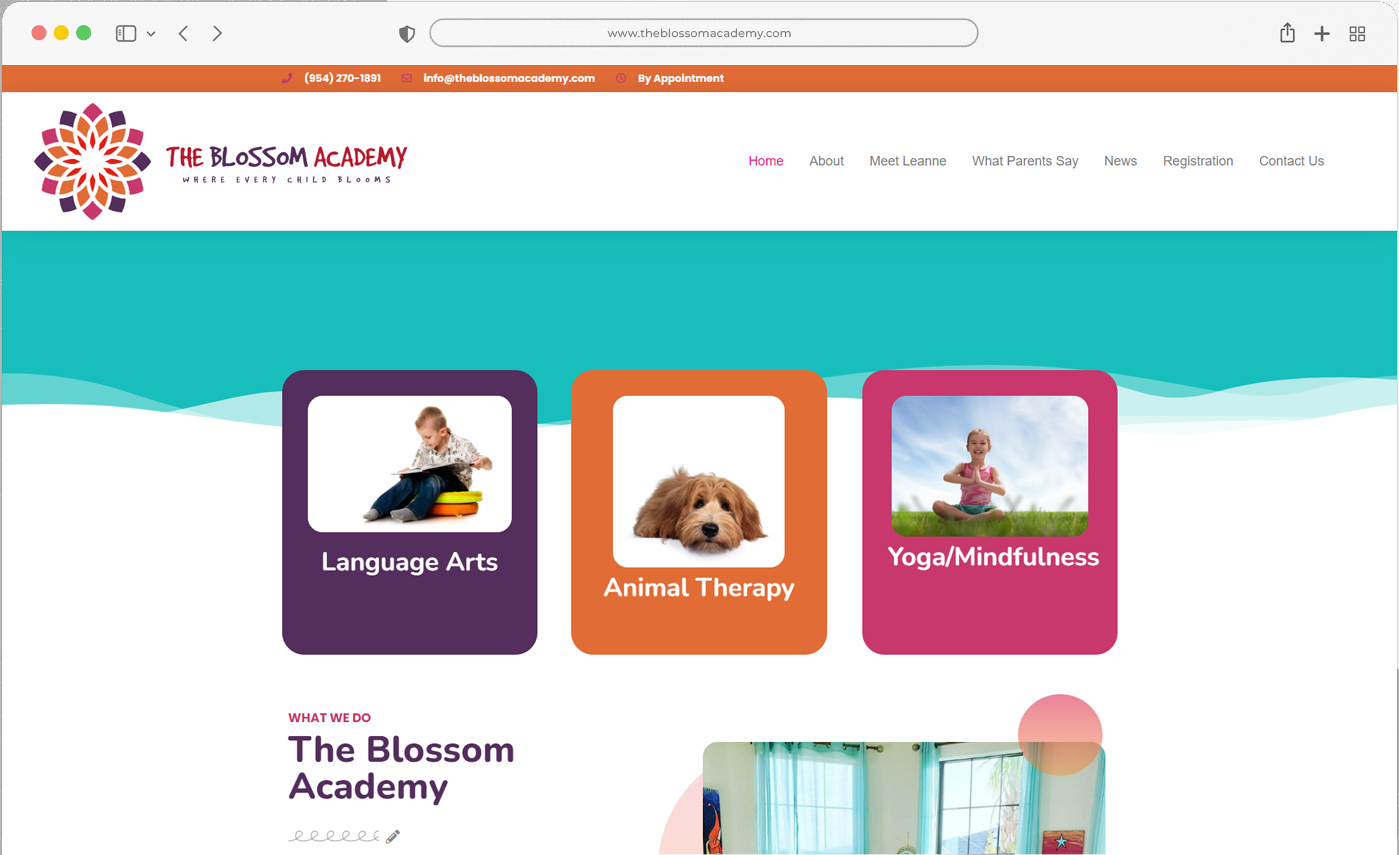 www.theblossomacademy.com
(954) 270-1891 info@theblossomacademy.com By Appointment
THE BLOSSOM ACADEMY
WHERE EVERY CHILD BLOOMS
Home About Meet Leanne What Parents Say News Registration Contact Us
Language Arts
Animal Therapy
Yoga/Mindfulness
WHAT WE DO
The Blossom
Academy